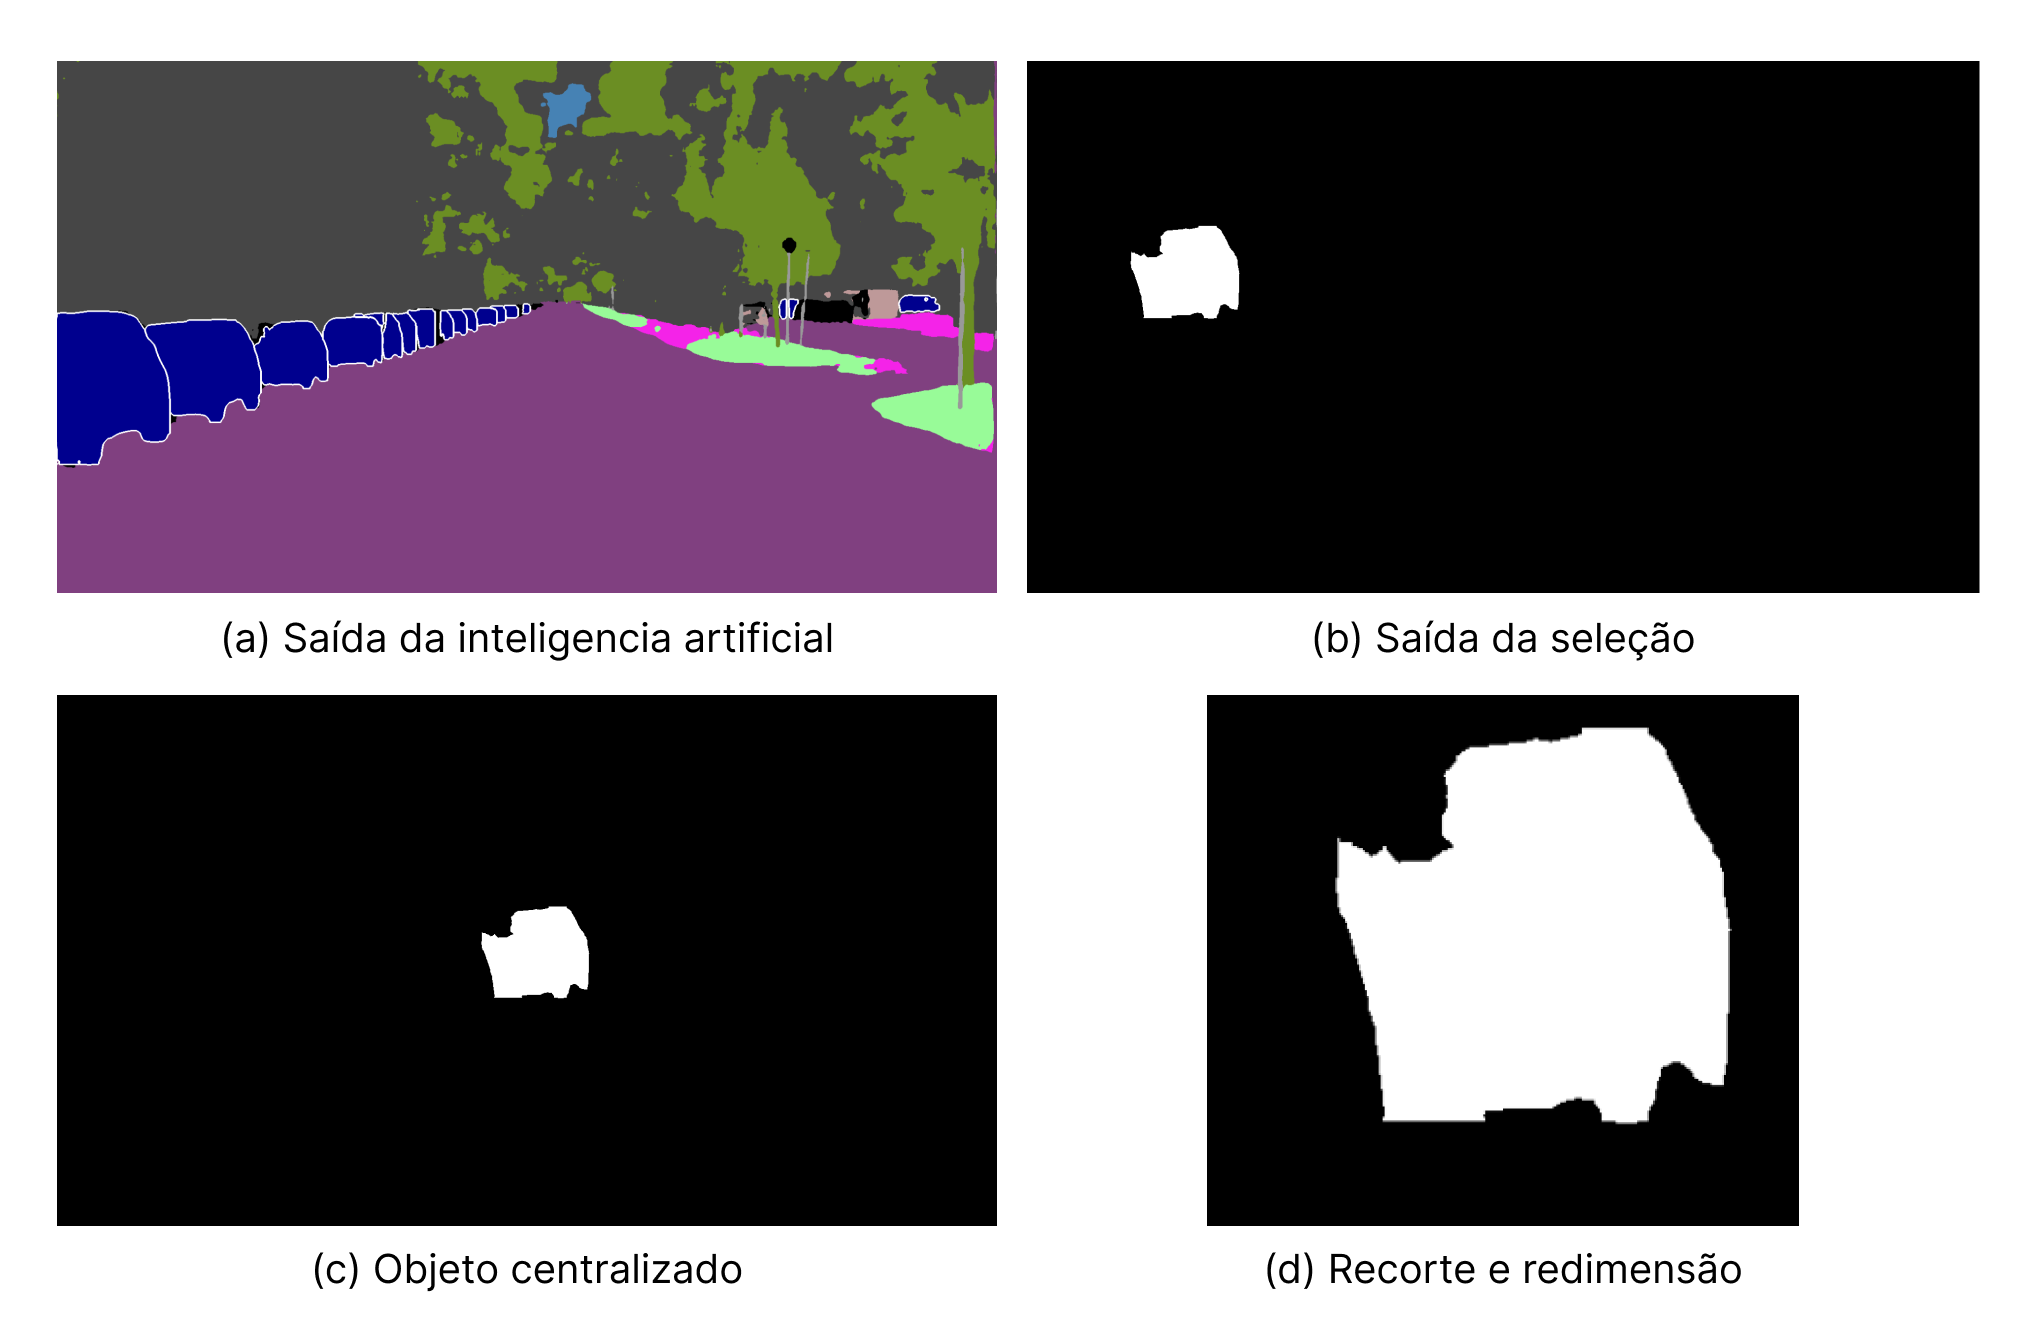 (a) Saída da inteligencia artificial
(b) Saída da seleção
(c) Objeto centralizado
(d) Recorte e redimensão